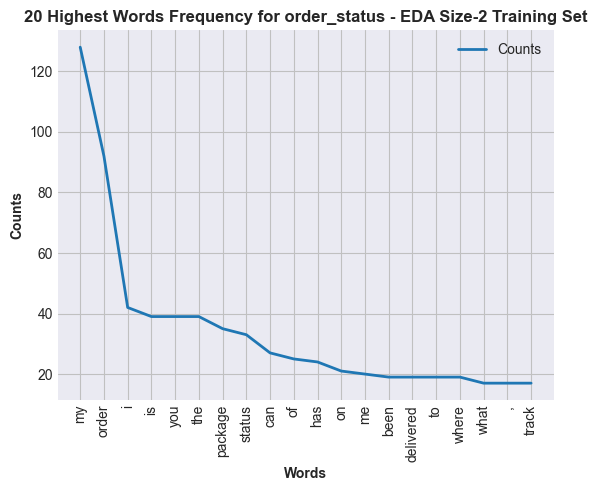 20 Highest Words Frequency for order_status - EDA Size-2 Training Set
Counts
120
100
80
60
40
20
Counts
my
order
i
is
you
the
package
status
can
of
has
on
me
been
delivered
to
where
what
,
track
Words